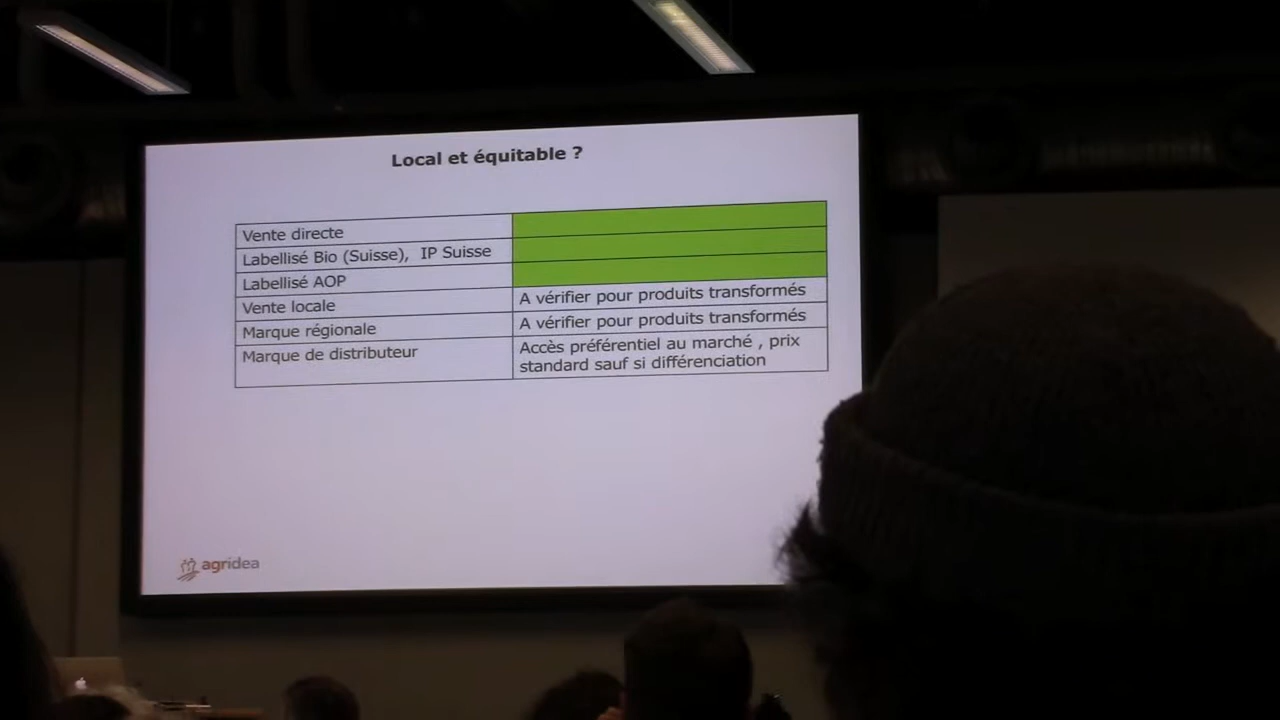 Local et équitable ?
Vente directe
Labellisé Bio (Suisse), IP Suisse
Labellisé AOP
Vente locale
A vérifier pour produits transformés
Marque régionale
A vérifier pour produits transformés
Marque de distributeur
Accès préférentiel au marché , prix
standard sauf si différenciation
agridea